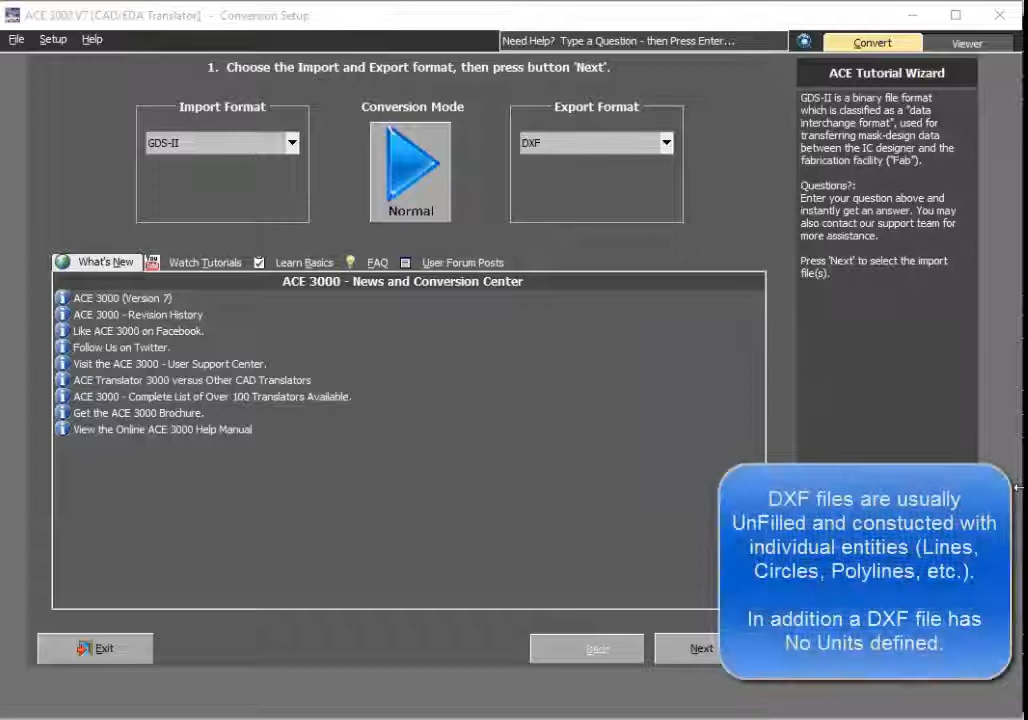 ACE 3000 V7 [CAD/EDA Translator] - Conversion Setup
File Setup Help
Need Help? Type a Question - then Press Enter...
Convert
Viewer
1. Choose the Import and Export format, then press button 'Next'.
Import Format
Conversion Mode
Export Format
GDS-II
Normal
DXF
ACE Tutorial Wizard
GDS-II is a binary file format
which is classified as a "data
interchange format", used for
transferring mask-design data
between the IC designer and the
fabrication facility ("Fab").
Questions?:
Enter your question above and
instantly get an answer. You may
also contact our support team for
more assistance.
Press 'Next' to select the import
file(s).
What's New
You
Watch Tutorials
Learn Basics
FAQ
User Forum Posts
ACE 3000 - News and Conversion Center
ACE 3000 (Version 7)
ACE 3000 - Revision History
Like ACE 3000 on Facebook.
Follow Us on Twitter.
Visit the ACE 3000 - User Support Center.
ACE Translator 3000 versus Other CAD Translators
ACE 3000 - Complete List of Over 100 Translators Available.
Get the ACE 3000 Brochure.
View the Online ACE 3000 Help Manual
DXF files are usually
UnFilled and constucted with
individual entities (Lines,
Circles, Polylines, etc.).
In addition a DXF file has
No Units defined.
Exit
Back
Next